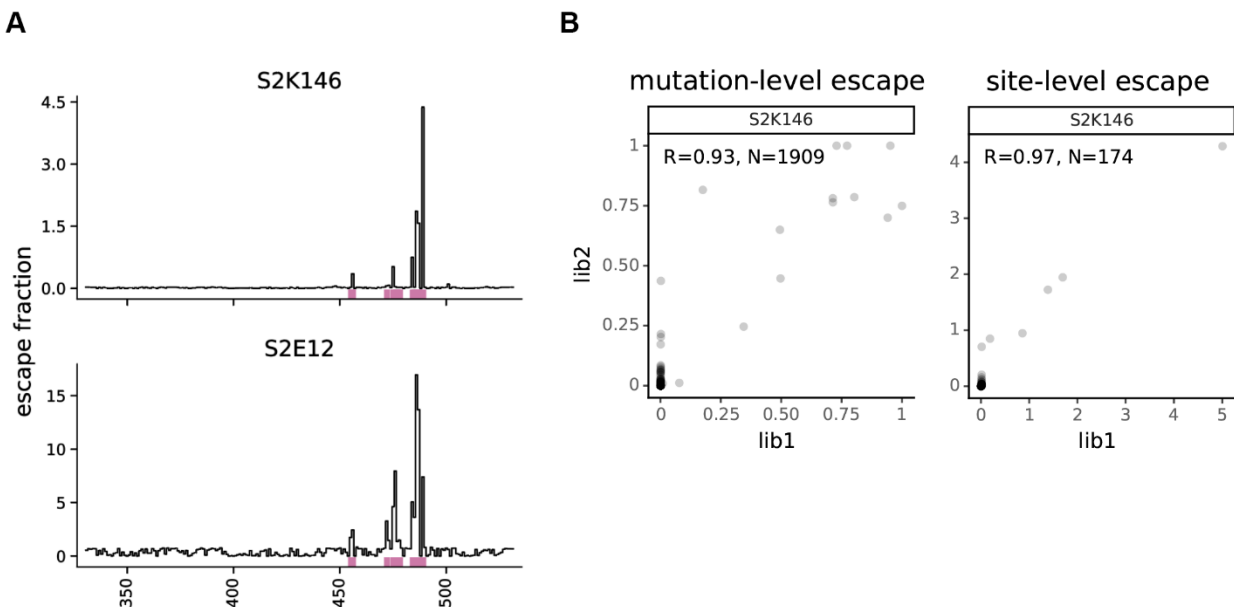 A
S2K146
4.5
3.0
1.5
0.0
escape fraction
S2E12
15
10
5
0
350
400
450
500
B
mutation-level escape
S2K146
R=0.93, N=1909
1
0.75
0.50
0.25
0
lib2
0
0.25
0.50
0.75
1
lib1
site-level escape
S2K146
R=0.97, N=174
4
3
2
1
0
0
1
2
3
4
5
lib1